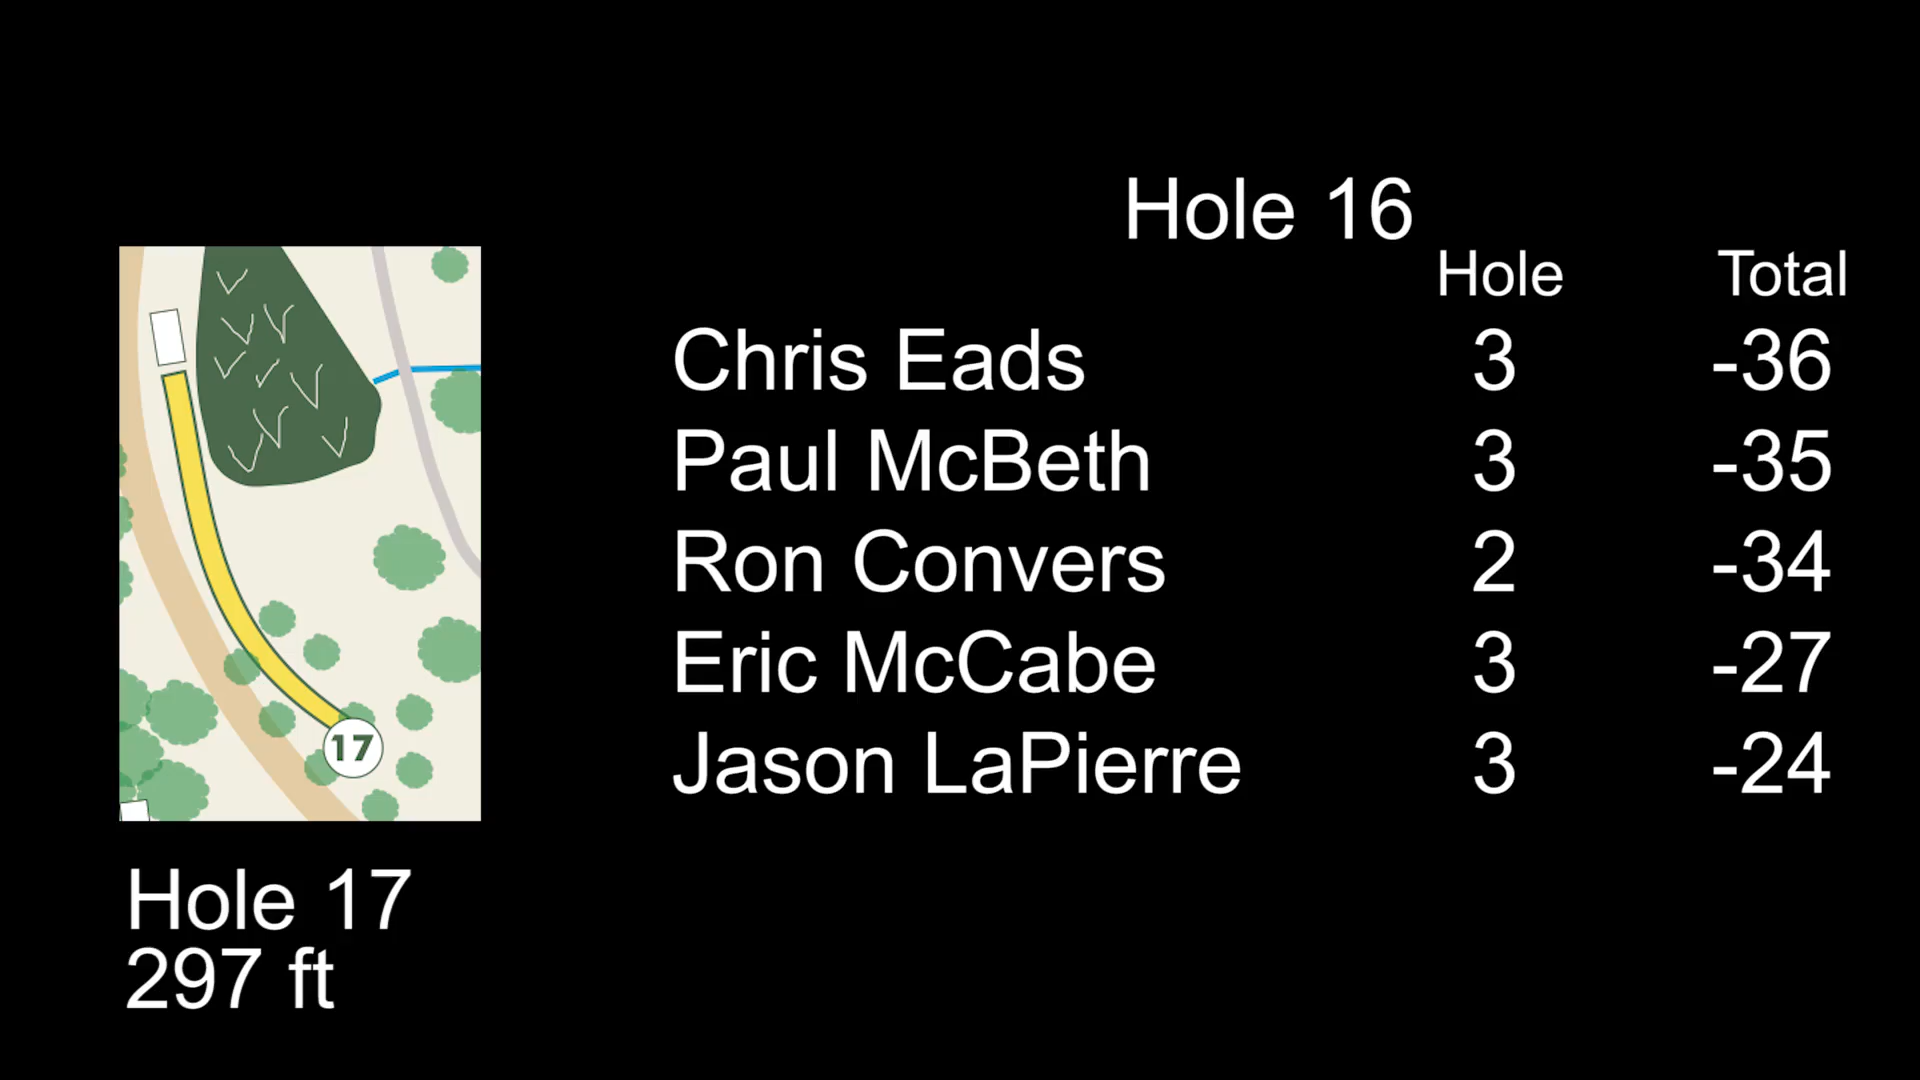 Hole 16
Hole Total
Chris Eads 3 -36
Paul McBeth 3 -35
Ron Convers 2 -34
Eric McCabe 3 -27
Jason LaPierre 3 -24
17
Hole 17
297 ft